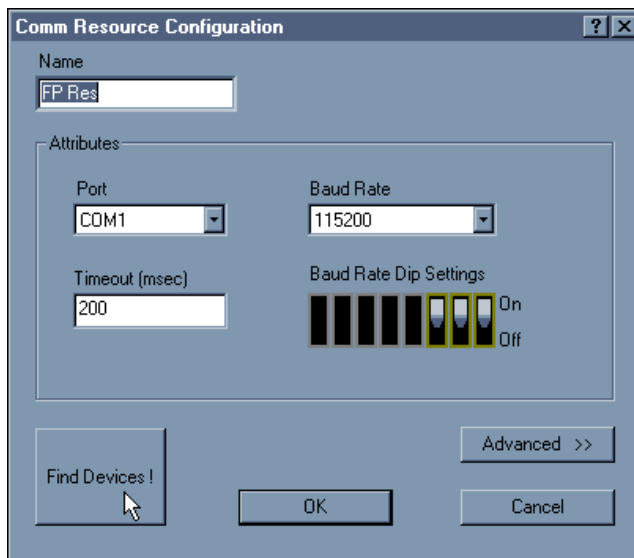 Comm Resource Configuration
Name
FP Res
Attributes
Port
Baud Rate
COM1
115200
Timeout (msec)
Baud Rate Dip Settings
200
On
Off
Find Devices !
Advanced >>
OK
Cancel